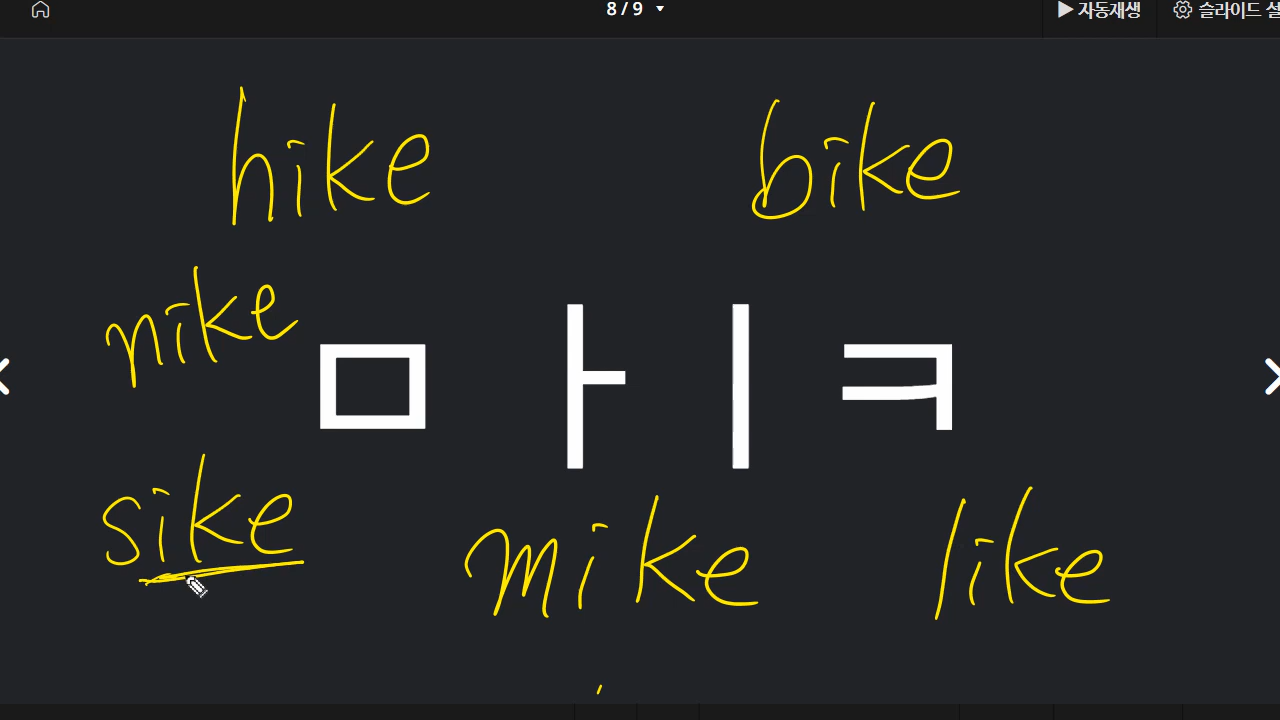 8 / 9
▶ 자동재생
슬라이드 설
hike
bike
nike
ㅁ ㅏ ㅣ ㅋ
sike
mike
like